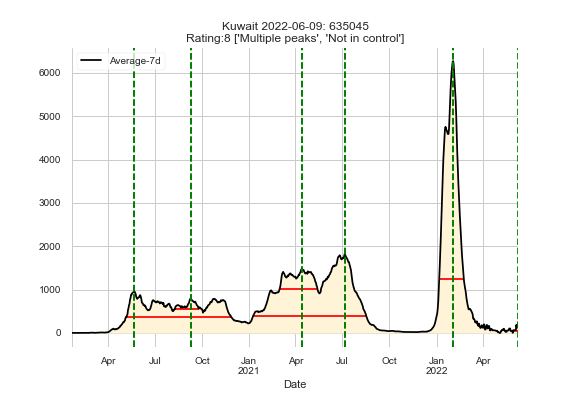 Kuwait 2022-06-09: 635045
Rating:8 ['Multiple peaks', 'Not in control']
Average-7d
6000
5000
4000
3000
2000
1000
0
Apr Jul Oct Jan Apr Jul Oct Jan Apr
2021 2022
Date